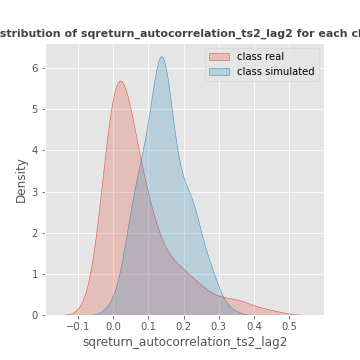 stribution of sqreturn_autocorrelation_ts2_lag2 for each cl
class real
class simulated
Density
6
5
4
3
2
1
0
−0.1 0.0 0.1 0.2 0.3 0.4 0.5
sqreturn_autocorrelation_ts2_lag2